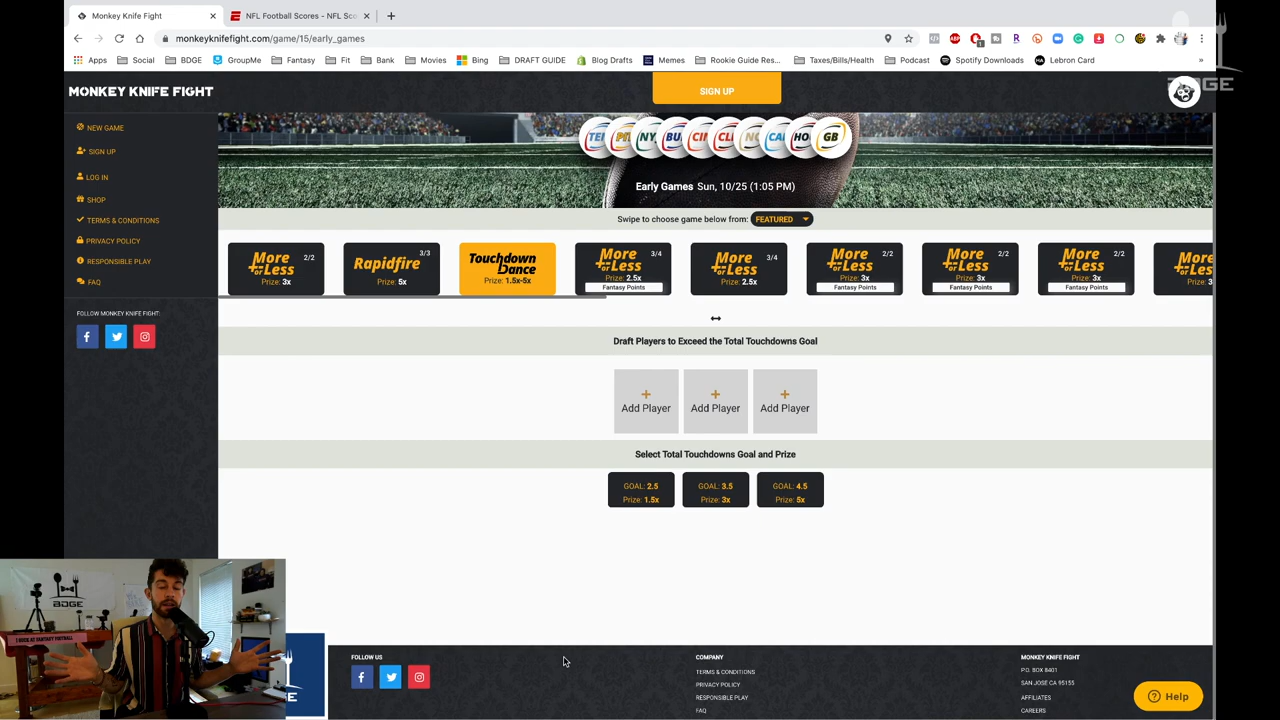 Monkey Knife Fight
NFL Football Scores - NFL Sco
monkeyknifefight.com/game/15/early_games
Apps
Social
BDGE
GroupMe
Fantasy
Fit
Bank
Movies
Bing
DRAFT GUIDE
Blog Drafts
Memes
Rookie Guide Res...
Taxes/Bills/Health
Podcast
Spotify Downloads
Lebron Card
MONKEY KNIFE FIGHT
SIGN UP
NEW GAME
SIGN UP
LOG IN
SHOP
TERMS & CONDITIONS
PRIVACY POLICY
RESPONSIBLE PLAY
FAQ
FOLLOW MONKEY KNIFE FIGHT:
GB
Early Games Sun, 10/25 (1:05 PM)
Swipe to choose game below from: FEATURED
More or Less 2/2
Prize: 3x
Rapidfire 3/3
Prize: 5x
Touchdown Dance
Prize: 1.5x-5x
More or Less 3/4
Prize: 2.5x
Fantasy Points
More or Less 3/4
Prize: 2.5x
More or Less 2/2
Prize: 3x
Fantasy Points
More or Less 2/2
Prize: 3x
Fantasy Points
More or Less 2/2
Prize: 3x
Fantasy Points
Draft Players to Exceed the Total Touchdowns Goal
+ Add Player
+ Add Player
+ Add Player
Select Total Touchdowns Goal and Prize
GOAL: 2.5
Prize: 1.5x
GOAL: 3.5
Prize: 3x
GOAL: 4.5
Prize: 5x
BDGE
I SUCK AT FANTASY FOOTBALL
FOLLOW US
COMPANY
TERMS & CONDITIONS
PRIVACY POLICY
RESPONSIBLE PLAY
FAQ
MONKEY KNIFE FIGHT
P.O. BOX 8401
SAN JOSE CA 95155
AFFILIATES
CAREERS
Help